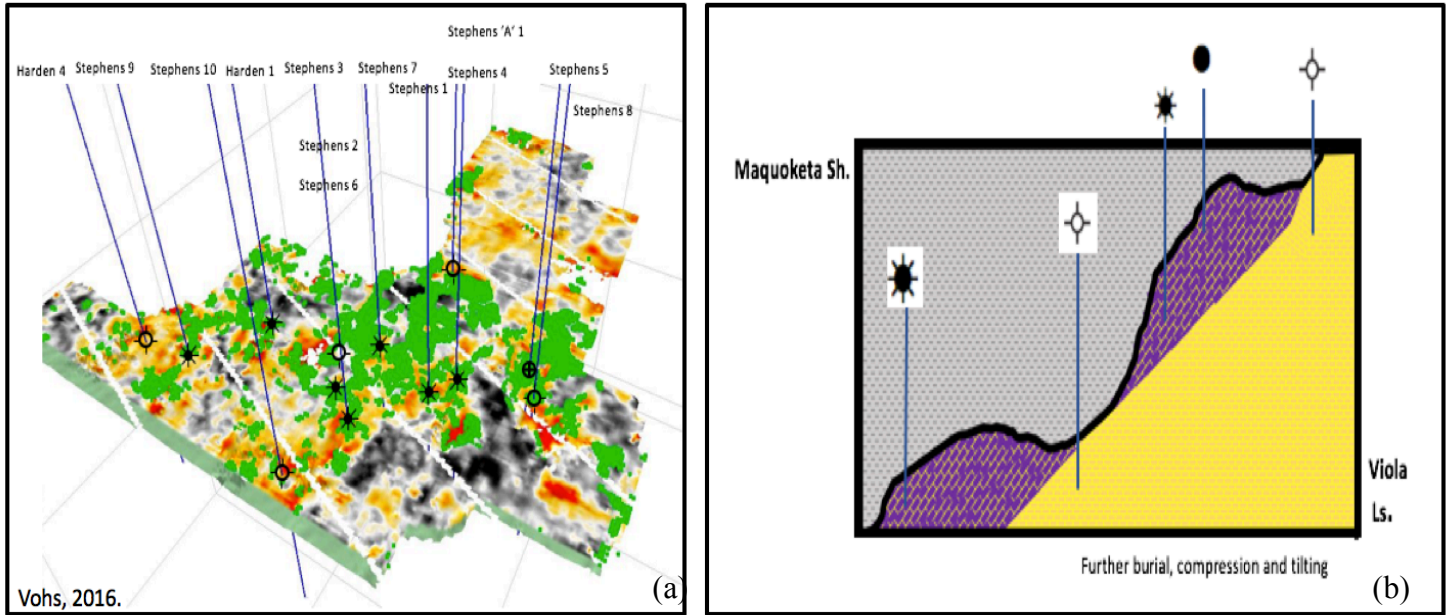 Stephens 'A' 1
Harden 4
Stephens 9
Stephens 10
Harden 1
Stephens 3
Stephens 7
Stephens 4
Stephens 5
Stephens 1
Stephens 8
Stephens 2
Stephens 6
Vohs, 2016.
(a)
Maquoketa Sh.
Viola
Ls.
Further burial, compression and tilting
(b)